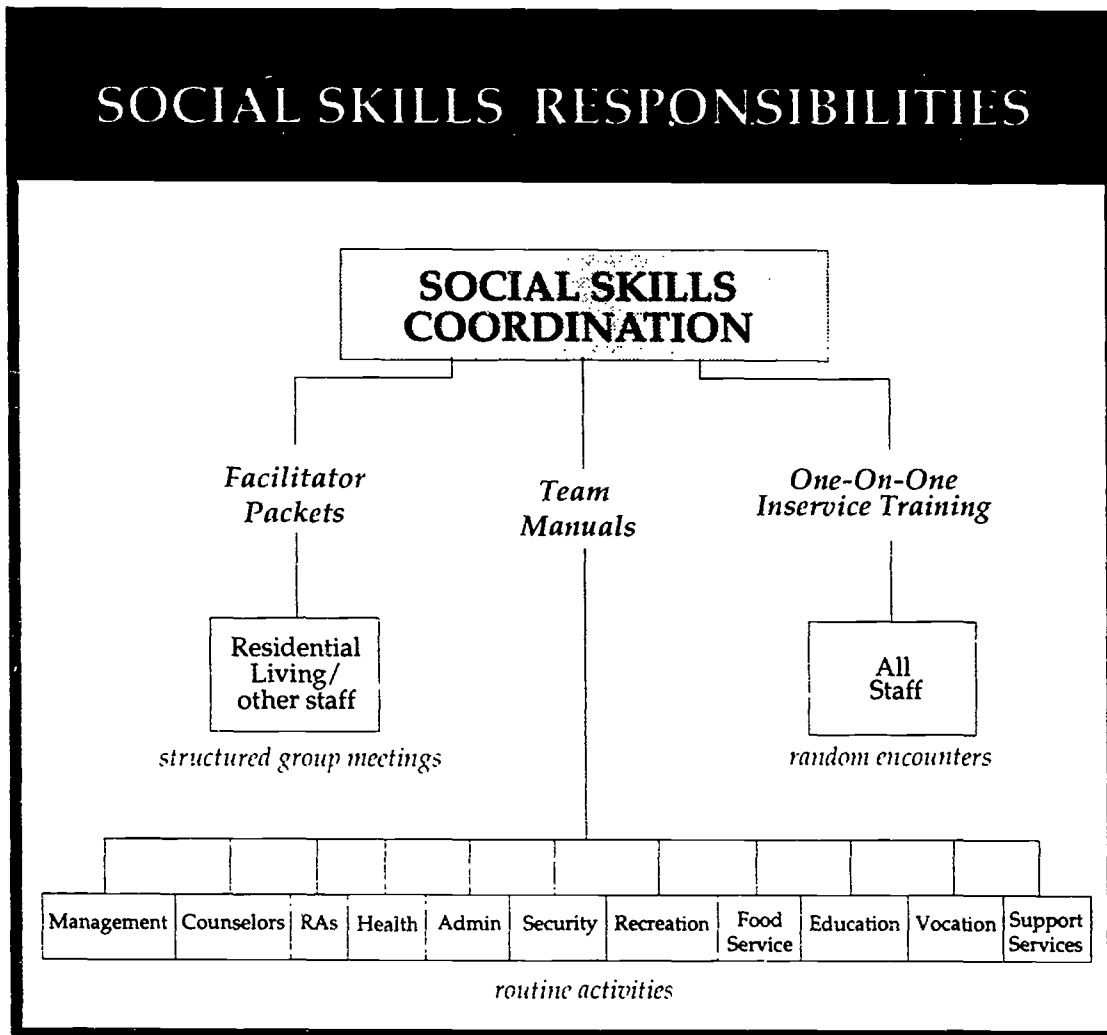 SOCIAL SKILLS RESPONSIBILITIES
SOCIAL SKILLS
COORDINATION
Facilitator
Packets
Team
Manuals
One-On-One
Inservice Training
Residential
Living/
other staff
structured group meetings
All
Staff
random encounters
Management
Counselors
RAs
Health
Admin
Security
Recreation
Food
Service
Education
Vocation
Support
Services
routine activities